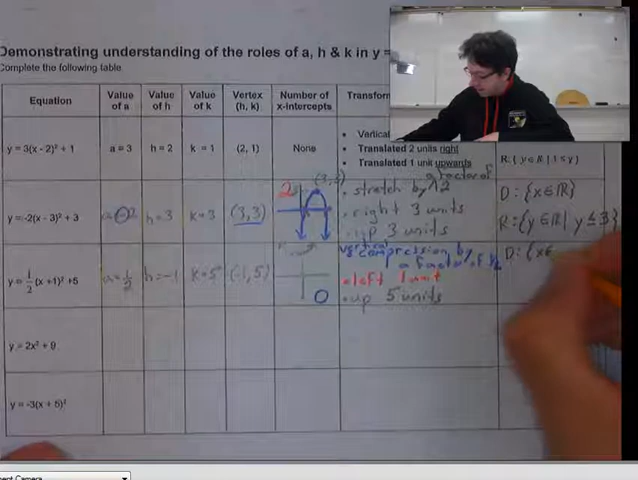 Demonstrating understanding of the roles of a, h & k in y =
Complete the following table.
Equation Value of a Value of h Value of k Vertex (h, k) Number of x-intercepts Transform
y = 3(x - 2)² + 1 a = 3 h = 2 k = 1 (2, 1) None
• Vertical
• Translated 2 units right
• Translated 1 unit upwards
R: { y ∈ R | 1 ≤ y }
y = -2(x - 3)² + 3 a = -2 h = 3 k = 3 (3,3) 2 (3,3)
a factor of
• stretch by 2
• right 3 units
• up 3 units
D: {x∈R}
R: {y∈R| y≤3}
y = 1/2 (x + 1)² + 5 a = 1/2 h = -1 k = 5 (-1,5) 0
vertical
compression by
a factor of 1/2
• left 1 unit
• up 5 units
D: {x∈
y = 2x² + 9
y = -3(x + 5)²
ent Camera